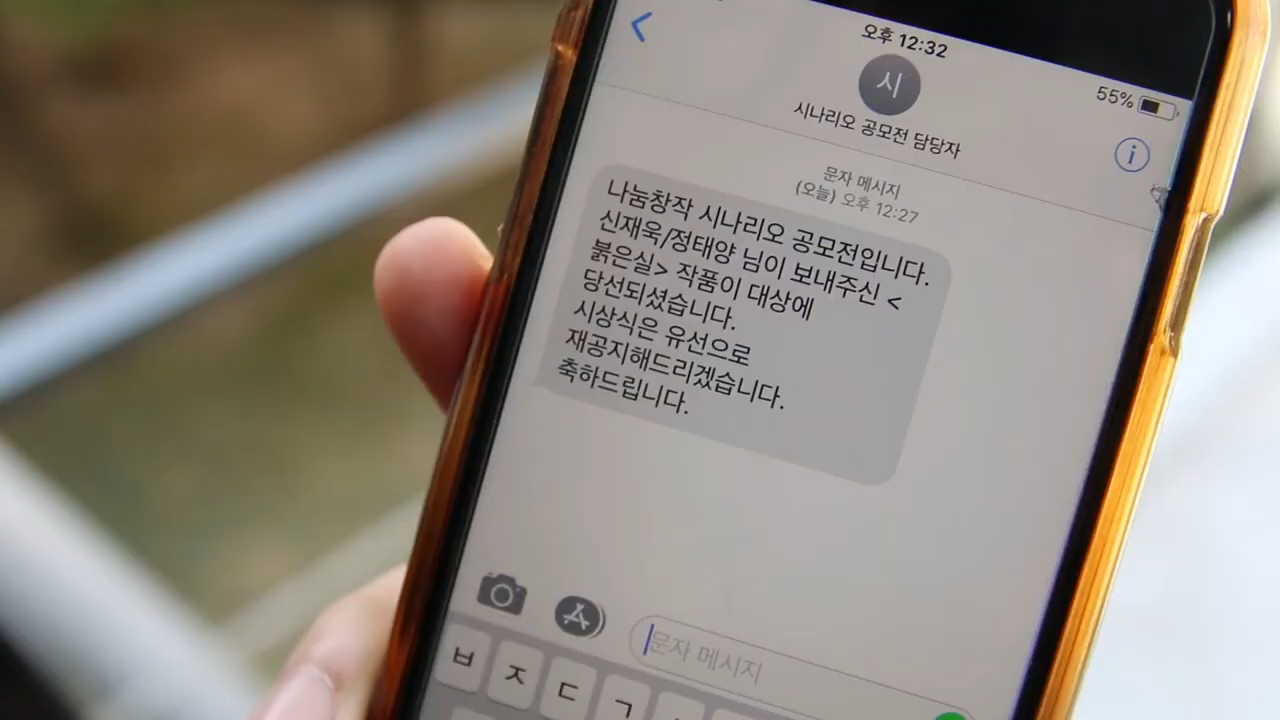 오후 12:32
55%
시
시나리오 공모전 담당자
문자 메시지
(오늘) 오후 12:27
나눔창작 시나리오 공모전입니다.
신재욱/정태양 님이 보내주신 <
붉은실> 작품이 대상에
당선되셨습니다.
시상식은 유선으로
재공지해드리겠습니다.
축하드립니다.
문자 메시지
ㅂ ㅈ ㄷ ㄱ